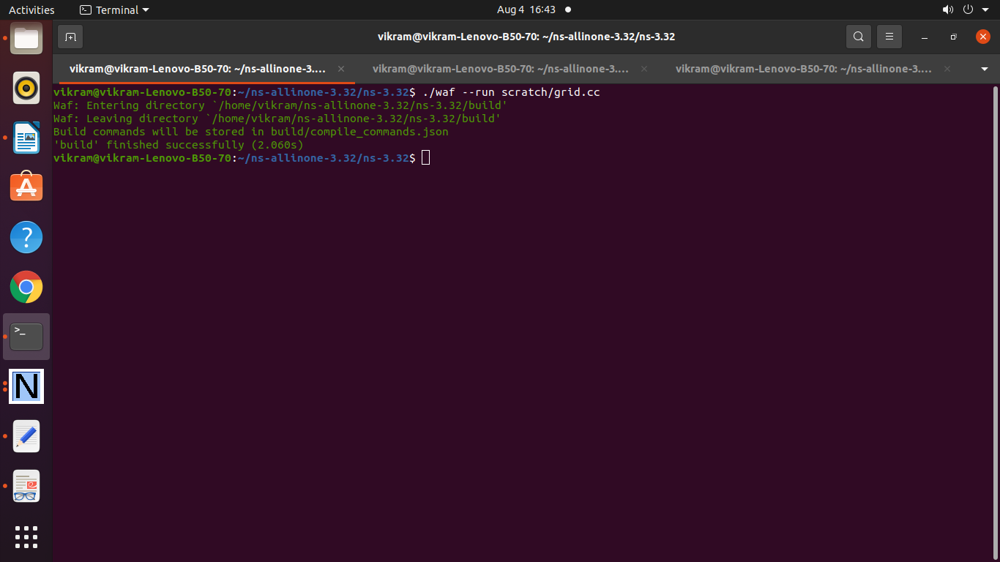 Activities Terminal Aug 4 16:43
vikram@vikram-Lenovo-B50-70: ~/ns-allinone-3.32/ns-3.32
vikram@vikram-Lenovo-B50-70: ~/ns-allinone-3.... vikram@vikram-Lenovo-B50-70: ~/ns-allinone-3.... vikram@vikram-Lenovo-B50-70: ~/ns-allinone-3....
vikram@vikram-Lenovo-B50-70:~/ns-allinone-3.32/ns-3.32$ ./waf --run scratch/grid.cc
Waf: Entering directory `/home/vikram/ns-allinone-3.32/ns-3.32/build'
Waf: Leaving directory `/home/vikram/ns-allinone-3.32/ns-3.32/build'
Build commands will be stored in build/compile_commands.json
'build' finished successfully (2.060s)
vikram@vikram-Lenovo-B50-70:~/ns-allinone-3.32/ns-3.32$
N